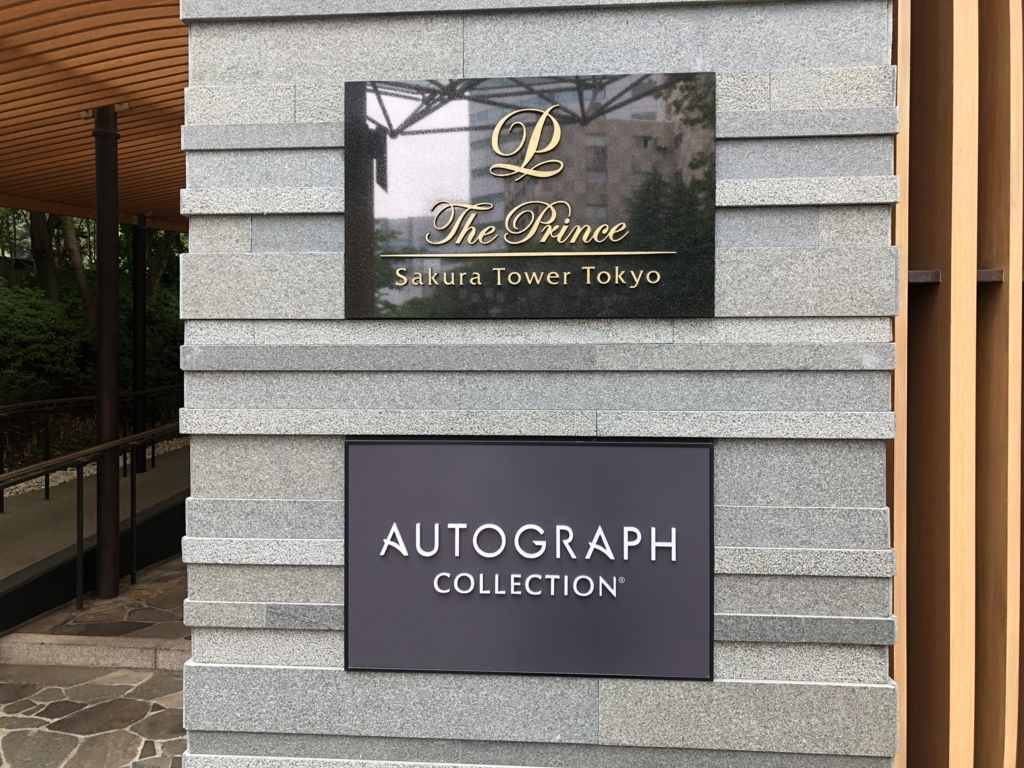 The Prince
Sakura Tower Tokyo
AUTOGRAPH
COLLECTION®